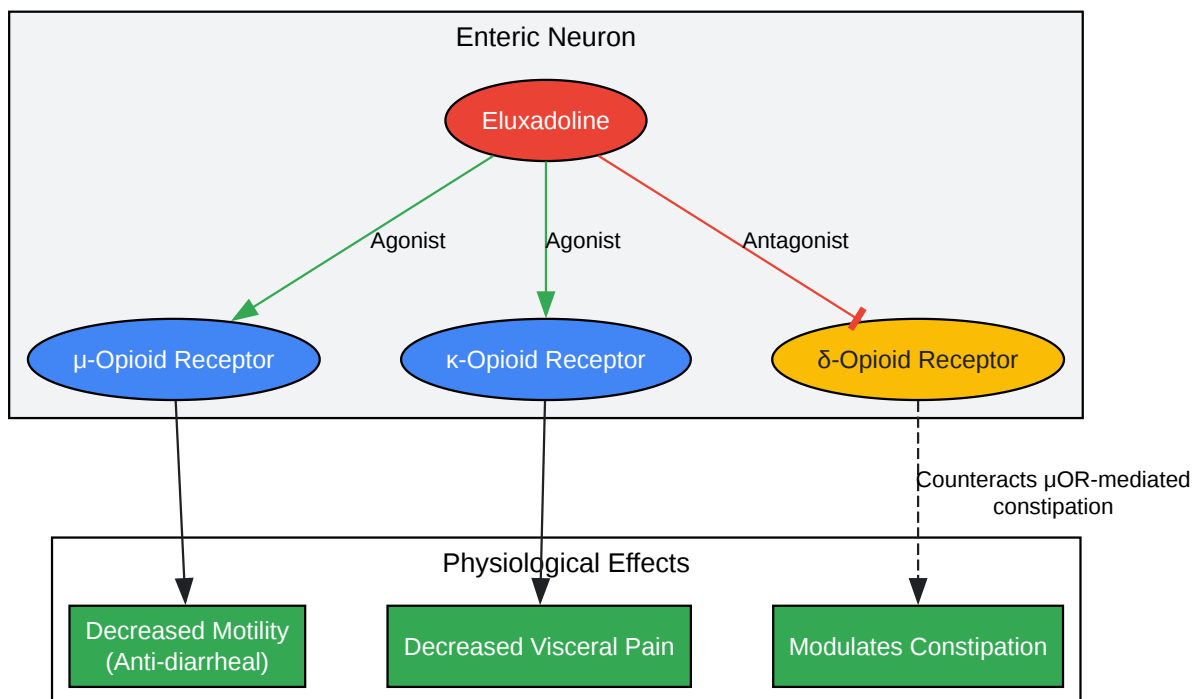 Enteric Neuron
Eluxadoline
Agonist
Agonist
Antagonist
μ-Opioid Receptor
κ-Opioid Receptor
δ-Opioid Receptor
Counteracts μOR-mediated
constipation
Physiological Effects
Decreased Motility
(Anti-diarrheal)
Decreased Visceral Pain
Modulates Constipation